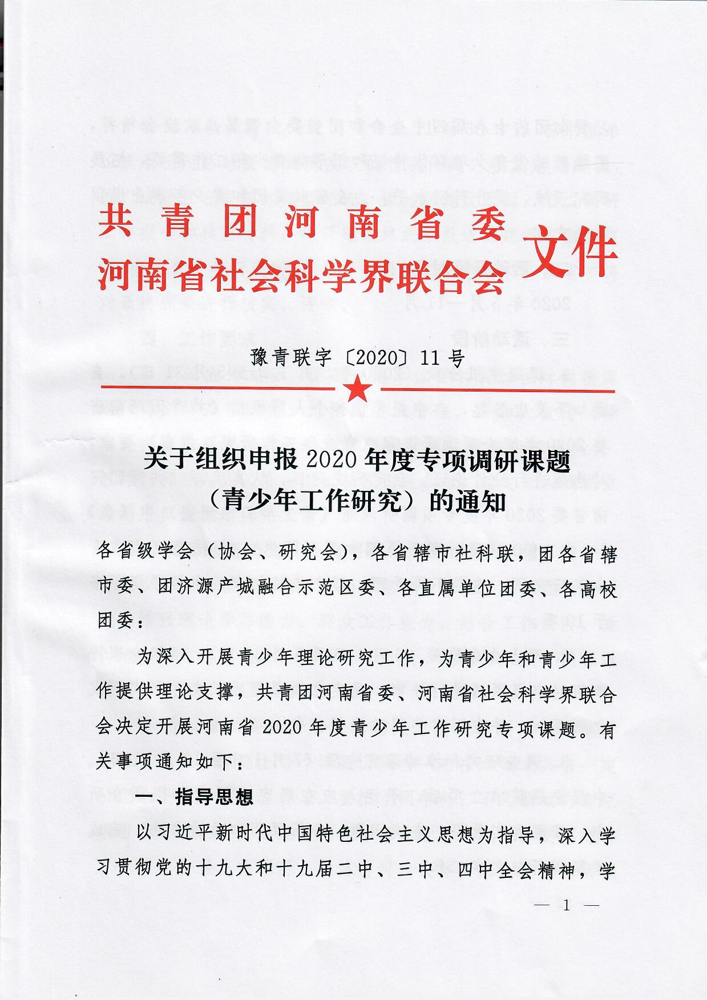 共青团河南省委
河南省社会科学界联合会
文件
豫青联字〔2020〕11号
关于组织申报2020年度专项调研课题
（青少年工作研究）的通知
各省级学会（协会、研究会），各省辖市社科联，团各省辖
市委、团济源产城融合示范区委、各直属单位团委、各高校
团委：
为深入开展青少年理论研究工作，为青少年和青少年工
作提供理论支撑，共青团河南省委、河南省社会科学界联合
会决定开展河南省2020年度青少年工作研究专项课题。有
关事项通知如下：
一、指导思想
以习近平新时代中国特色社会主义思想为指导，深入学
习贯彻党的十九大和十九届二中、三中、四中全会精神，学
— 1 —